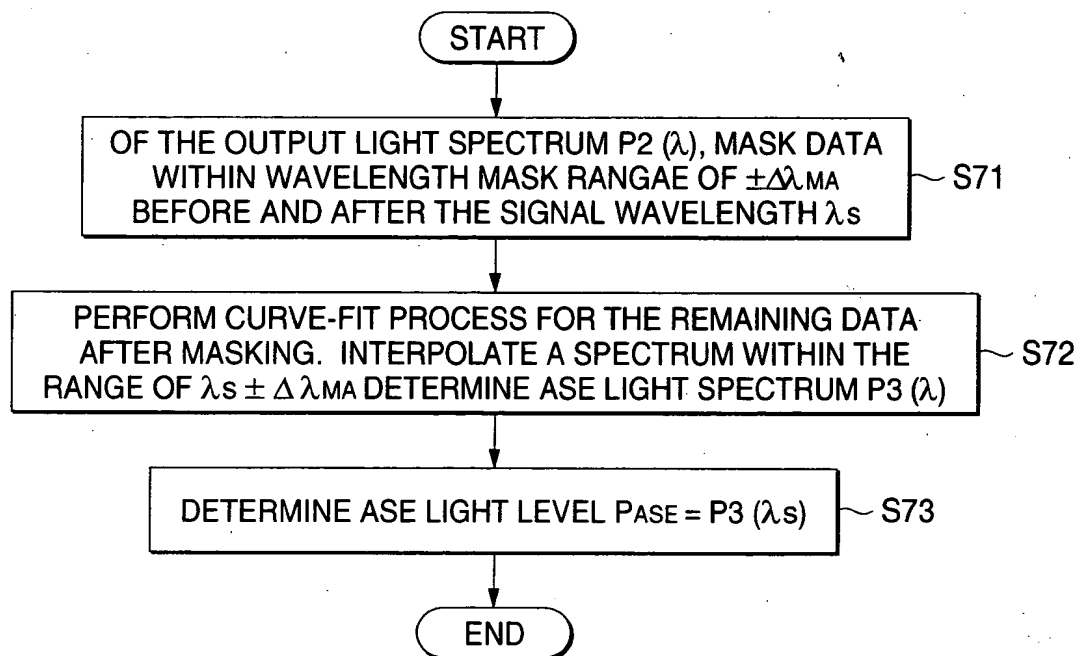 START
OF THE OUTPUT LIGHT SPECTRUM P2 (λ), MASK DATA
WITHIN WAVELENGTH MASK RANGAE OF ±ΔλMA
BEFORE AND AFTER THE SIGNAL WAVELENGTH λs
S71
PERFORM CURVE-FIT PROCESS FOR THE REMAINING DATA
AFTER MASKING. INTERPOLATE A SPECTRUM WITHIN THE
RANGE OF λs ± Δ λMA DETERMINE ASE LIGHT SPECTRUM P3 (λ)
S72
DETERMINE ASE LIGHT LEVEL PASE = P3 (λs)
S73
END